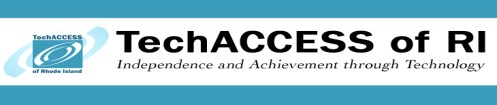 TechACCESS
of Rhode Island
TechACCESS of RI
Independence and Achievement through Technology